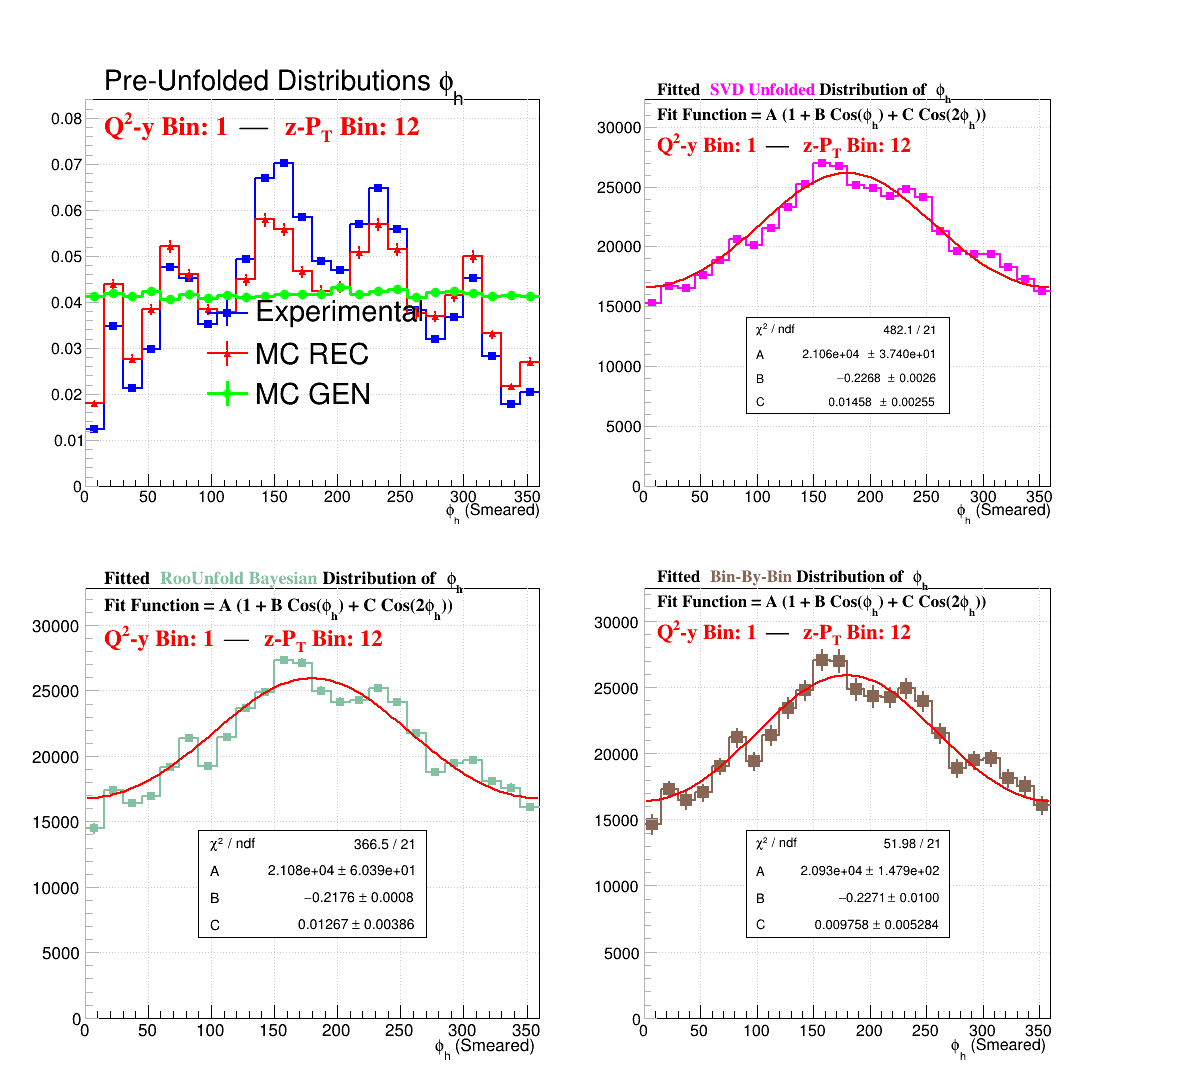 Pre-Unfolded Distributions ϕh
Q²-y Bin: 1 — z-PT Bin: 12
0.08
0.07
0.06
0.05
0.04
0.03
0.02
0.01
0
Experimental
MC REC
MC GEN
0 50 100 150 200 250 300 350
ϕh (Smeared)
Fitted SVD Unfolded Distribution of ϕh
Fit Function = A (1 + B Cos(ϕh) + C Cos(2ϕh))
Q²-y Bin: 1 — z-PT Bin: 12
30000
25000
20000
15000
10000
5000
0
χ² / ndf 482.1 / 21
A 2.106e+04 ± 3.740e+01
B −0.2268 ± 0.0026
C 0.01458 ± 0.00255
0 50 100 150 200 250 300 350
ϕh (Smeared)
Fitted RooUnfold Bayesian Distribution of ϕh
Fit Function = A (1 + B Cos(ϕh) + C Cos(2ϕh))
Q²-y Bin: 1 — z-PT Bin: 12
30000
25000
20000
15000
10000
5000
0
χ² / ndf 366.5 / 21
A 2.108e+04 ± 6.039e+01
B −0.2176 ± 0.0008
C 0.01267 ± 0.00386
0 50 100 150 200 250 300 350
ϕh (Smeared)
Fitted Bin-By-Bin Distribution of ϕh
Fit Function = A (1 + B Cos(ϕh) + C Cos(2ϕh))
Q²-y Bin: 1 — z-PT Bin: 12
30000
25000
20000
15000
10000
5000
0
χ² / ndf 51.98 / 21
A 2.093e+04 ± 1.479e+02
B −0.2271 ± 0.0100
C 0.009758 ± 0.005284
0 50 100 150 200 250 300 350
ϕh (Smeared)